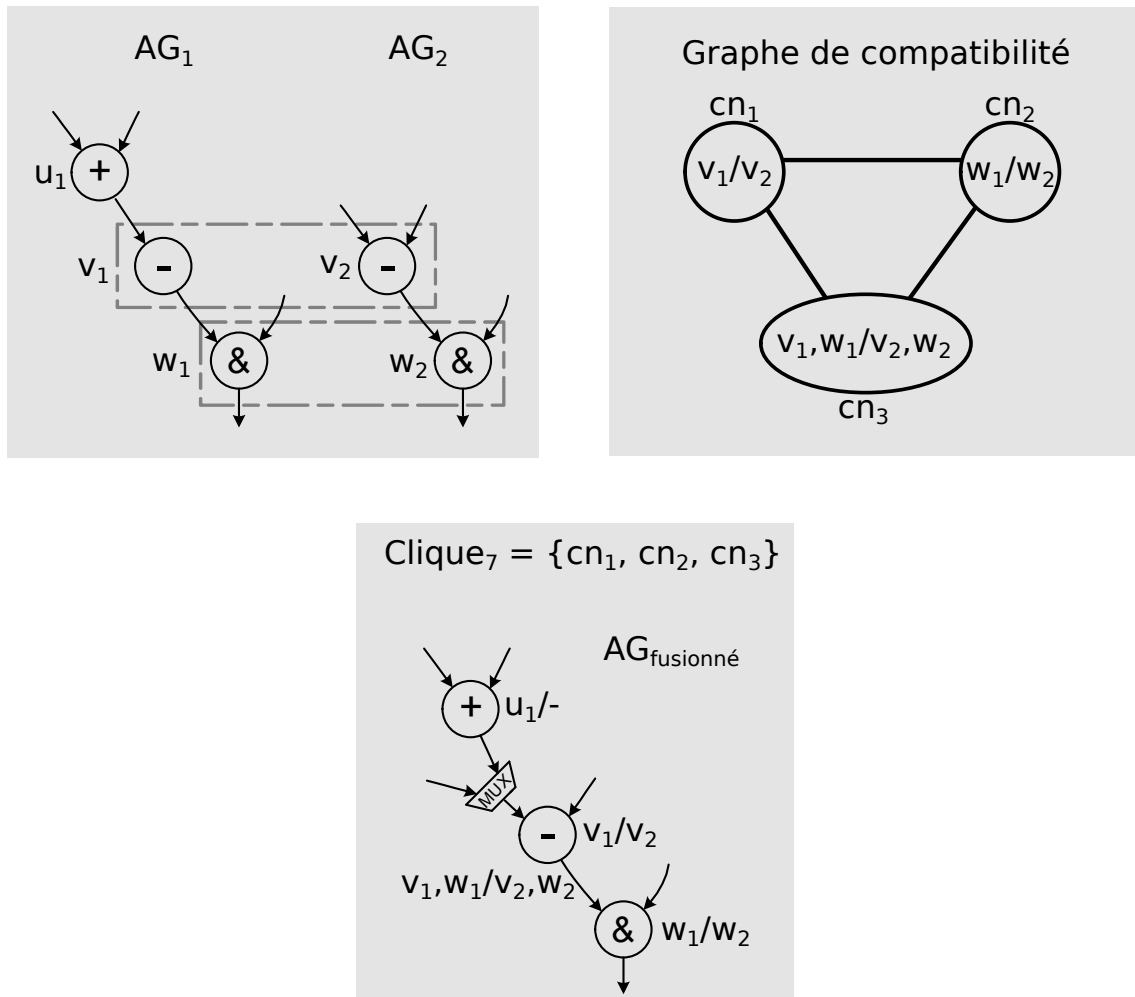 AG₁ AG₂
+
u₁
-
v₁
-
v₂
&
w₁
&
w₂
Graphe de compatibilité
cn₁ cn₂
v₁/v₂ w₁/w₂
v₁,w₁/v₂,w₂
cn₃
Clique₇ = {cn₁, cn₂, cn₃}
AGfusionné
+ u₁/-
MUX
- v₁/v₂
v₁,w₁/v₂,w₂
& w₁/w₂